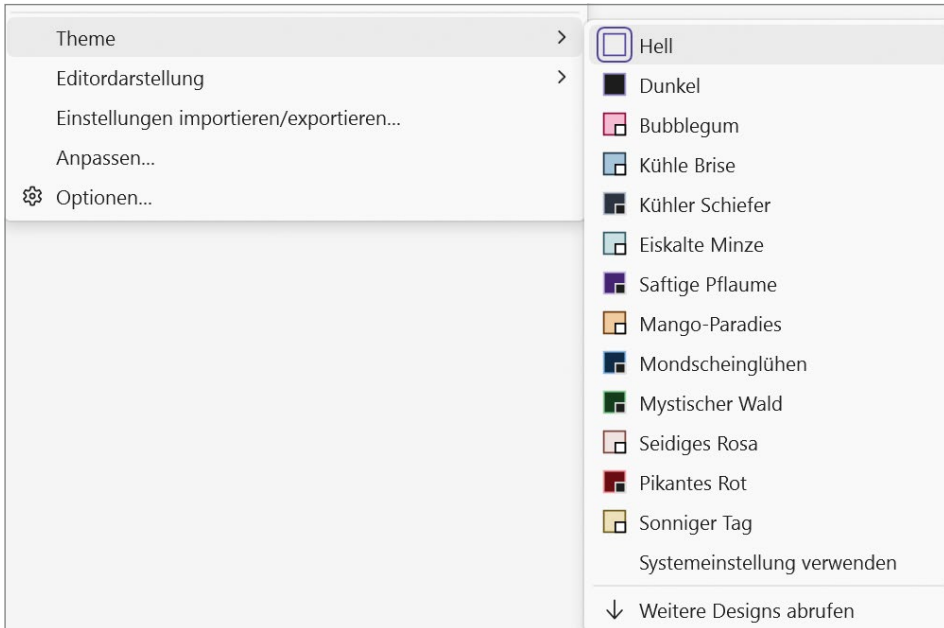 Theme
Editordarstellung
Einstellungen importieren/exportieren...
Anpassen...
Optionen...
Hell
Dunkel
Bubblegum
Kühle Brise
Kühler Schiefer
Eiskalte Minze
Saftige Pflaume
Mango-Paradies
Mondscheinglühen
Mystischer Wald
Seidiges Rosa
Pikantes Rot
Sonniger Tag
Systemeinstellung verwenden
Weitere Designs abrufen